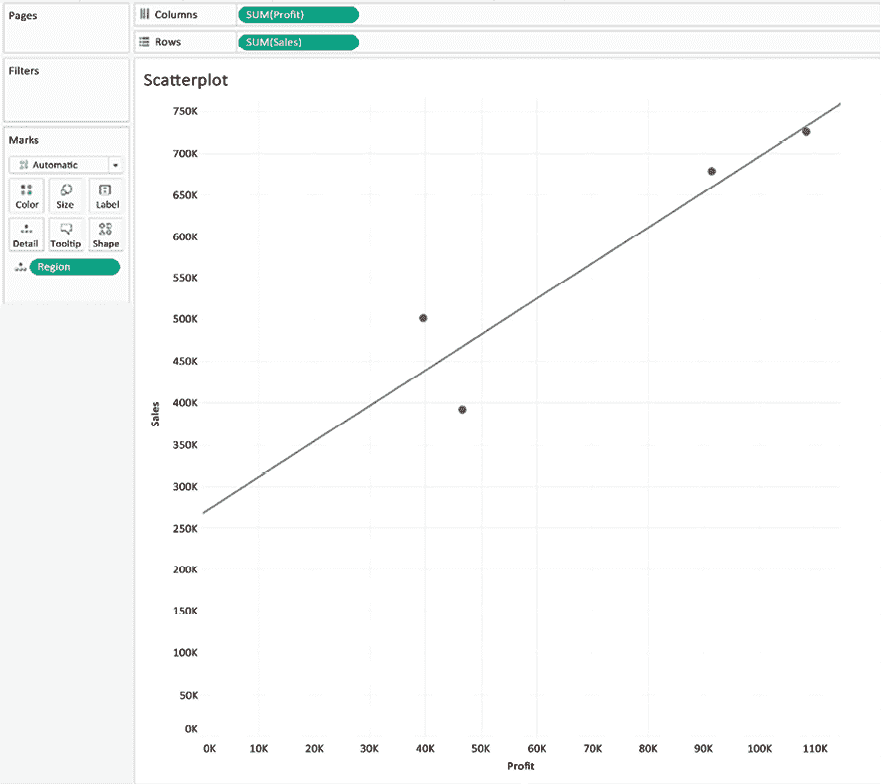 Pages
Columns SUM(Profit)
Rows SUM(Sales)
Filters
Marks
Automatic
Color Size Label
Detail Tooltip Shape
Region
Scatterplot
750K
700K
650K
600K
550K
500K
450K
400K
350K
300K
250K
200K
150K
100K
50K
0K
Sales
0K 10K 20K 30K 40K 50K 60K 70K 80K 90K 100K 110K
Profit